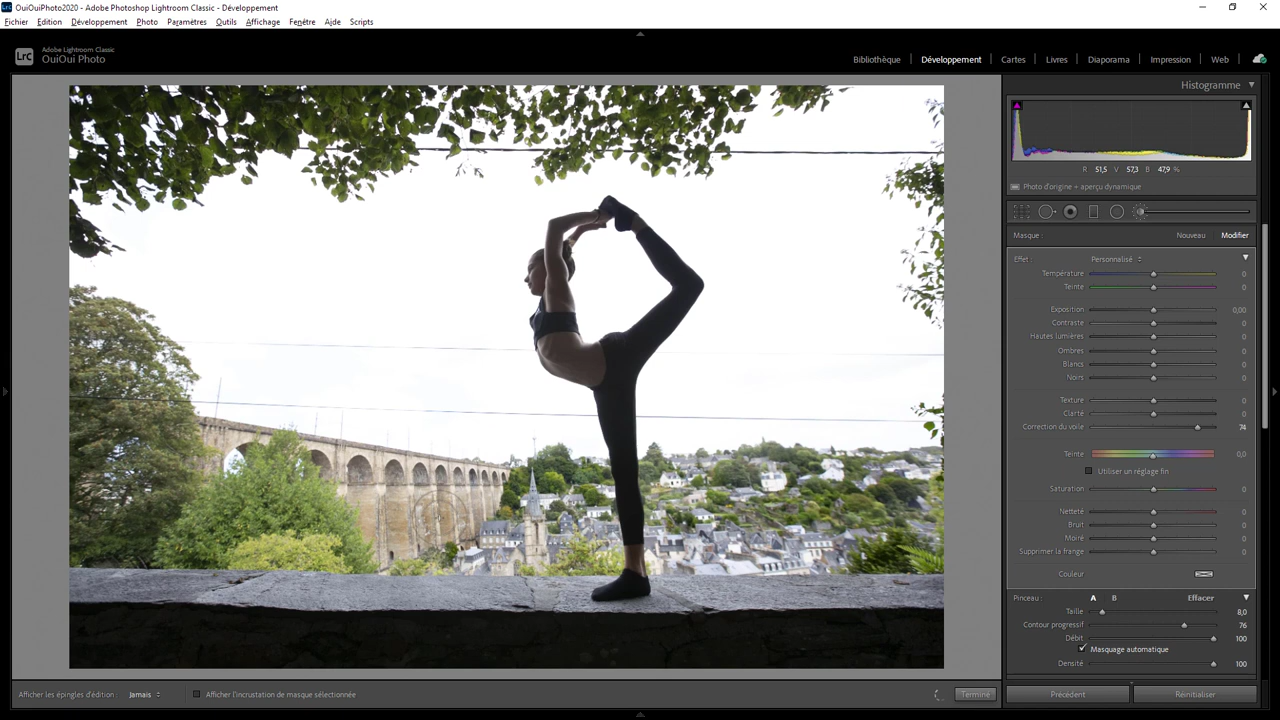 OuiOuiPhoto2020 - Adobe Photoshop Lightroom Classic - Développement
Fichier Edition Développement Photo Paramètres Outils Affichage Fenêtre Aide Scripts
Lrc
Adobe Lightroom Classic
OuiOui Photo
Bibliothèque Développement Cartes Livres Diaporama Impression Web
Histogramme
R 51,5 V 57,3 B 47,9 %
Photo d'origine + aperçu dynamique
Masque : Nouveau Modifier
Effet : Personnalisé
Température 0
Teinte 0
Exposition 0,00
Contraste 0
Hautes lumières 0
Ombres 0
Blancs 0
Noirs 0
Texture 0
Clarté 0
Correction du voile 74
Teinte 0,0
Utiliser un réglage fin
Saturation 0
Netteté 0
Bruit 0
Moiré 0
Supprimer la frange 0
Couleur
Pinceau : A B Effacer
Taille 8,0
Contour progressif 76
Débit 100
Masquage automatique
Densité 100
Afficher les épingles d'édition : Jamais Afficher l'incrustation de masque sélectionnée Terminé
Précédent Réinitialiser